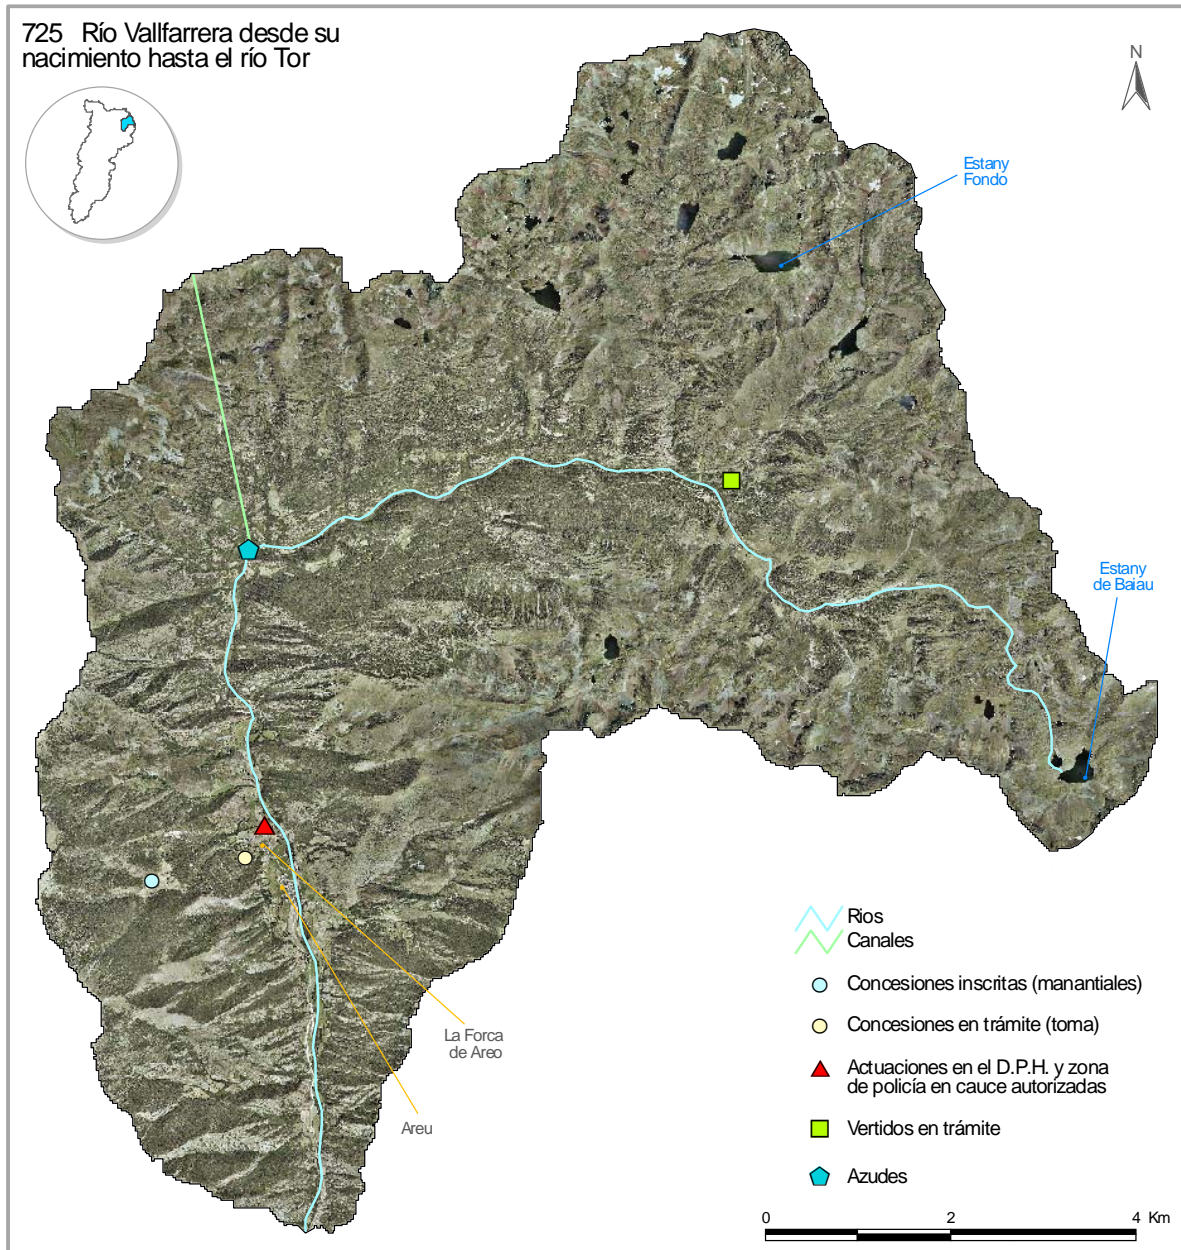 725 Río Vallfarrera desde su
nacimiento hasta el río Tor
N
Estany
Fondo
Estany
de Baiau
La Forca
de Areo
Areu
Rios
Canales
Concesiones inscritas (manantiales)
Concesiones en trámite (toma)
Actuaciones en el D.P.H. y zona
de policía en cauce autorizadas
Vertidos en trámite
Azudes
0 2 4 Km